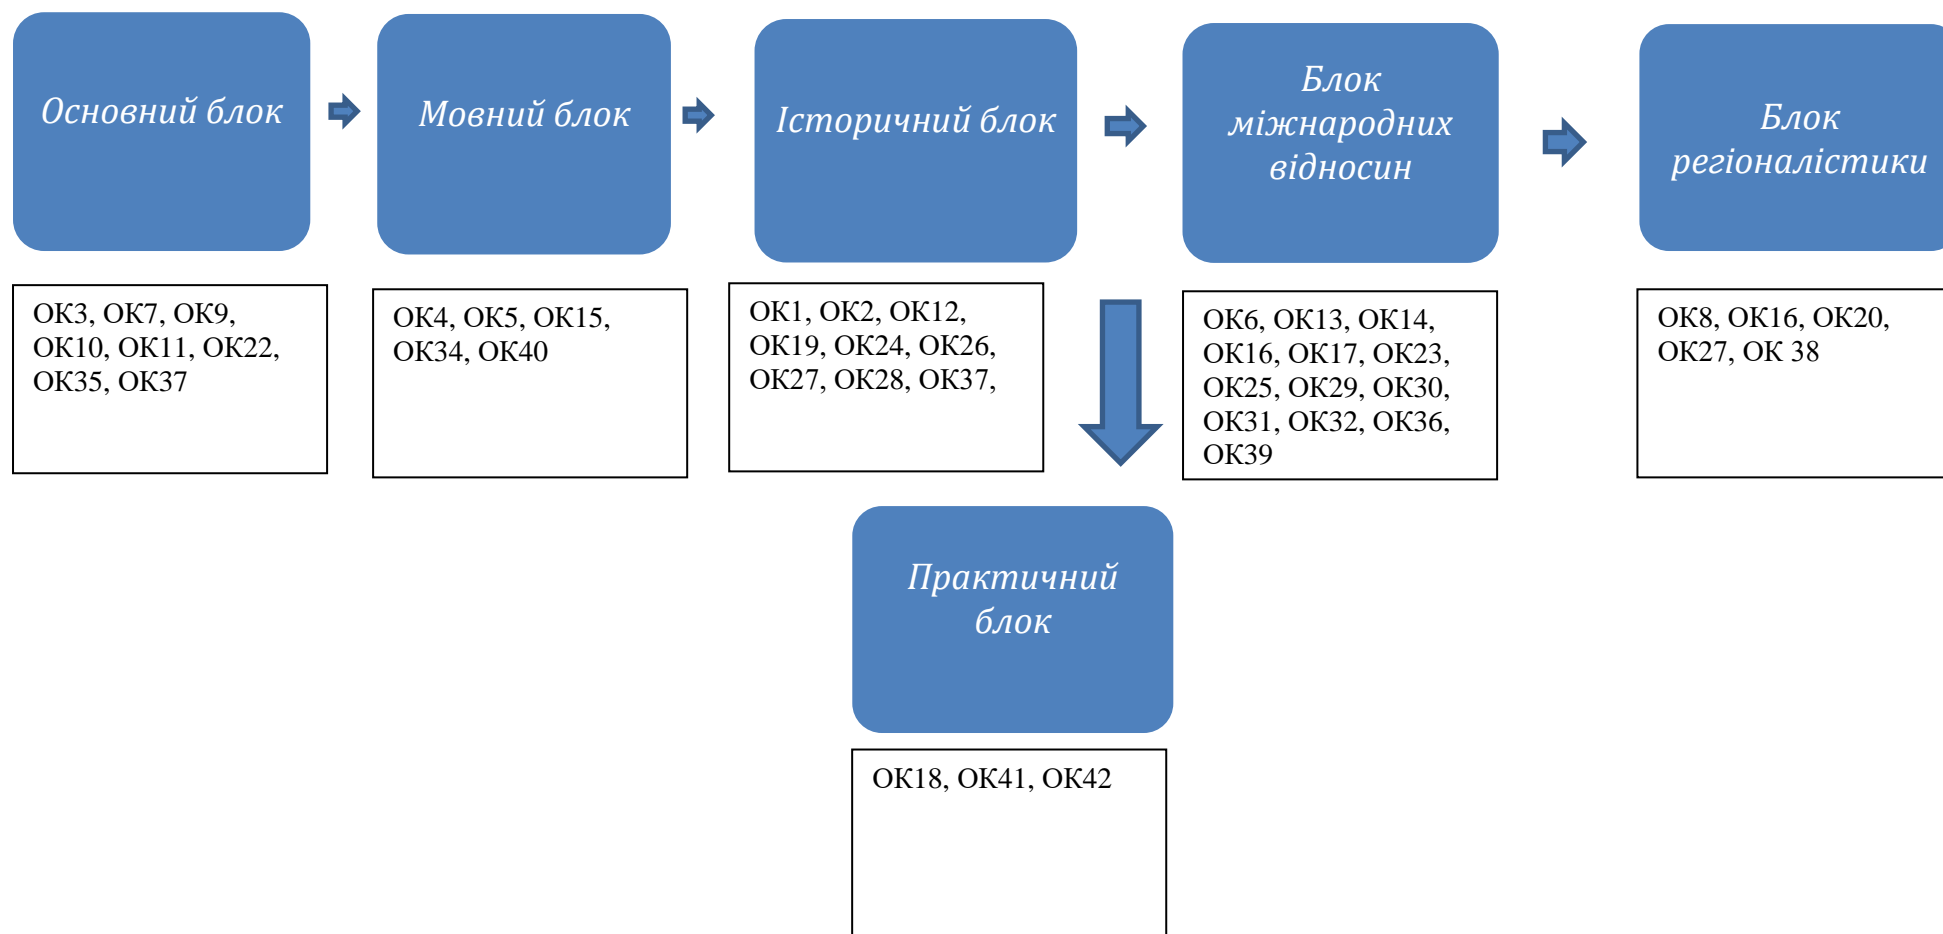 Основний блок
Мовний блок
Історичний блок
Блок
міжнародних
відносин
Блок
регіоналістики
ОК3, ОК7, ОК9,
ОК10, ОК11, ОК22,
ОК35, ОК37
ОК4, ОК5, ОК15,
ОК34, ОК40
ОК1, ОК2, ОК12,
ОК19, ОК24, ОК26,
ОК27, ОК28, ОК37,
ОК6, ОК13, ОК14,
ОК16, ОК17, ОК23,
ОК25, ОК29, ОК30,
ОК31, ОК32, ОК36,
ОК39
ОК8, ОК16, ОК20,
ОК27, ОК 38
Практичний
блок
ОК18, ОК41, ОК42